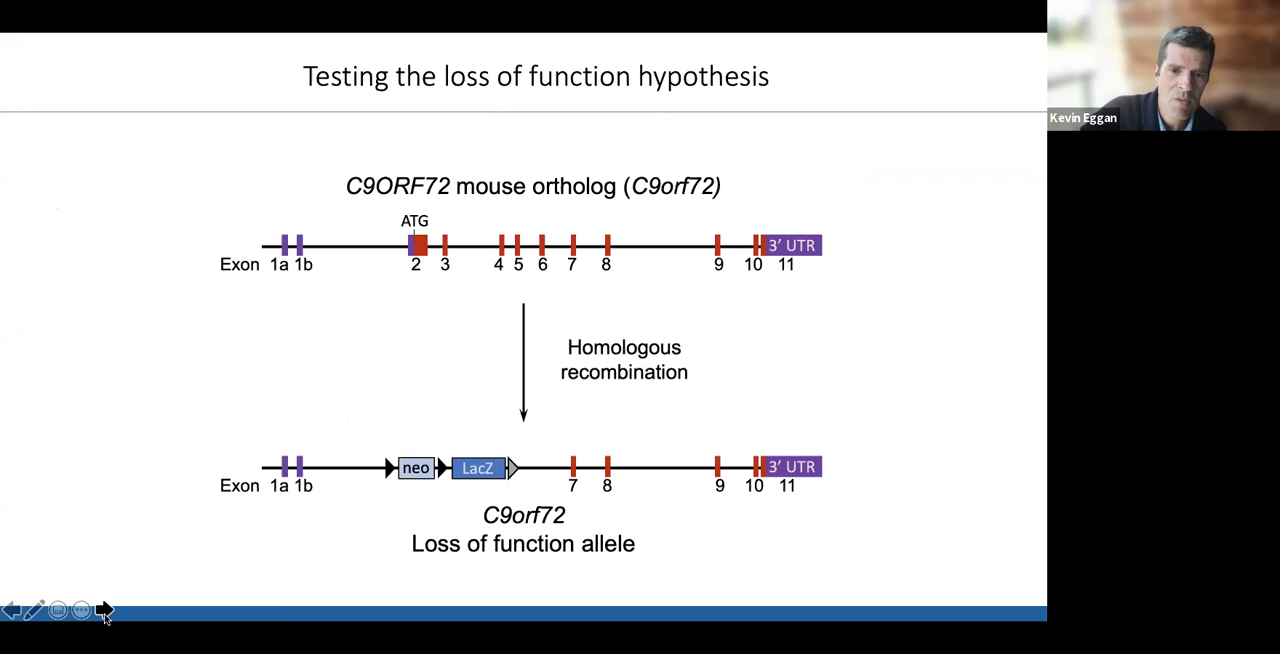 Testing the loss of function hypothesis
Kevin Eggan
C9ORF72 mouse ortholog (C9orf72)
ATG
3’ UTR
Exon 1a 1b 2 3 4 5 6 7 8 9 10 11
Homologous
recombination
neo LacZ 3’ UTR
Exon 1a 1b 7 8 9 10 11
C9orf72
Loss of function allele